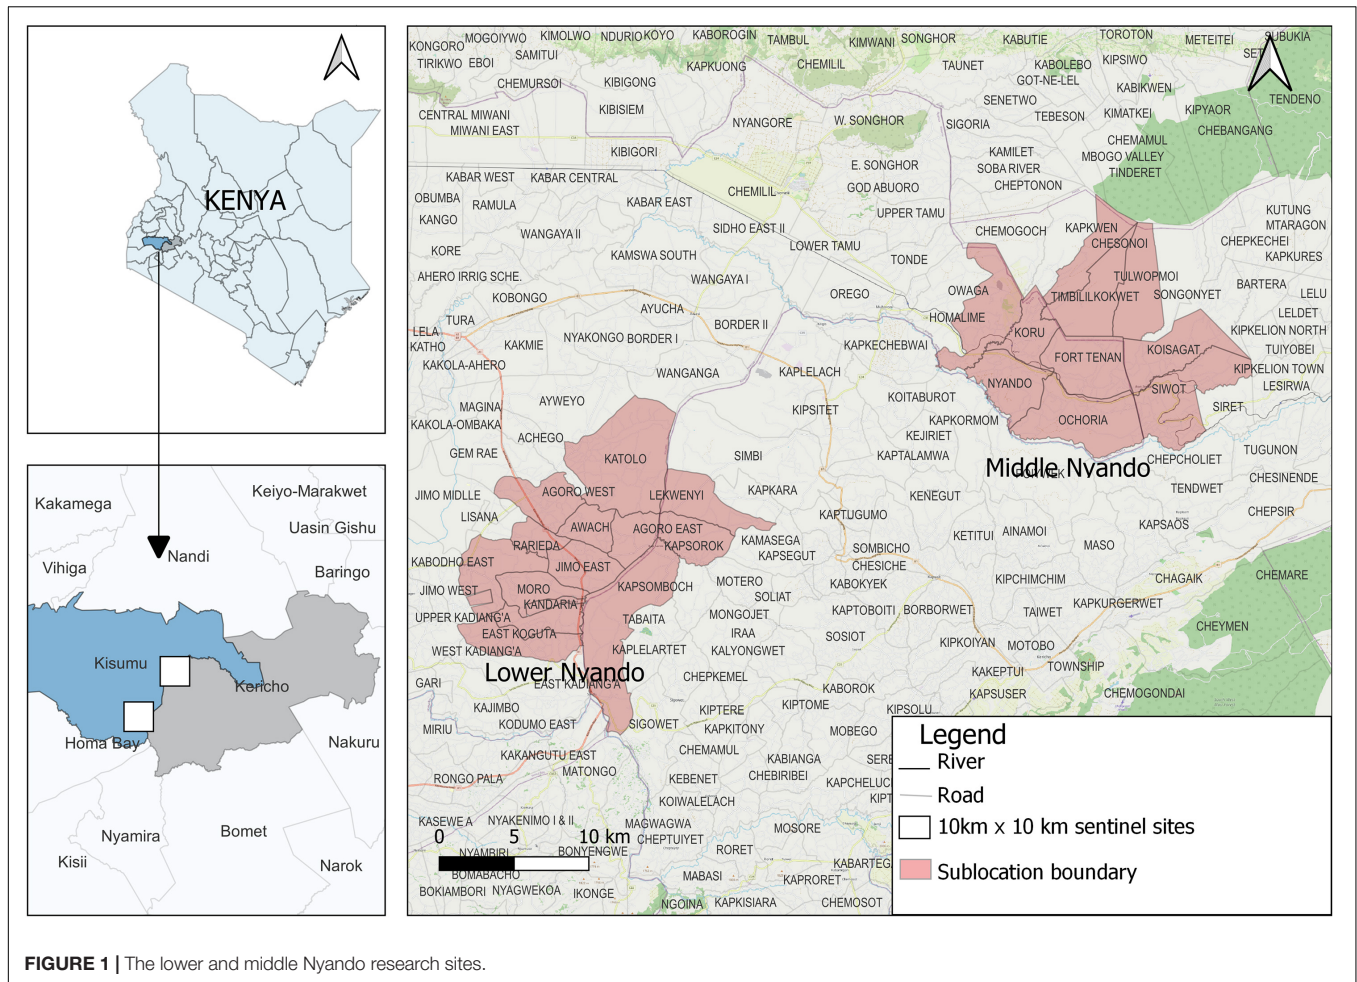 KENYA
Kakamega
Keiyo-Marakwet
Uasin Gishu
Nandi
Vihiga
Baringo
Kisumu
Kericho
Homa Bay
Nakuru
Nyamira
Bomet
Kisii
Narok
KONGORO
MOGOIYWO
KIMOLWO
NDURIO
KOYO
KABOROGIN
TAMBUL
KIMWANI
SONGHOR
KABUTIE
TOROTON
METEITEI
SUBUKIA
TIRIKWO
EBOI
SAMITUI
KAPKUONG
CHEMILIL
TAUNET
KABOLEBO
KIPSIWO
SET
CHEMURSOI
KIBIGONG
GOT-NE-LEL
KABIKWEN
TENDENO
CENTRAL MIWANI
KIBISIEM
NYANGORE
W. SONGHOR
SENETWO
TEBESON
KIMATKEI
KIPYAOR
MIWANI EAST
SIGORIA
CHEBANGANG
KIBIGORI
KAMILET
CHEMAMUL
MBOGO VALLEY
E. SONGHOR
SOBA RIVER
TINDERET
KABAR WEST
KABAR CENTRAL
CHEMILIL
GOD ABUORO
CHEPTONON
OBUMBA
RAMULA
KABAR EAST
UPPER TAMU
KUTUNG
KANGO
WANGAYA II
SIDHO EAST II
CHEMOGOCH
KAPKWEN
MTARAGON
KORE
LOWER TAMU
CHESONOI
CHEPKECHEI
KAMSWA SOUTH
TONDE
KAPKURES
AHERO IRRIG SCHE.
WANGAYA I
TULWOPMOI
BARTERA
KOBONGO
OREGO
OWAGA
TIMBILILKOKWET
SONGONYET
LELU
TURA
AYUCHA
HOMALIME
LELDET
LELA
BORDER II
KORU
KIPKELION NORTH
KATHO
KAKMIE
NYAKONGO
BORDER I
KAPKECHEBWAI
FORT TENAN
KOISAGAT
TUIYOBEI
KAKOLA-AHERO
WANGANGA
KAPLELACH
NYANDO
SIWOT
KIPKELION TOWN
LESIRWA
MAGINA
AYWEYO
KIPSITET
KOITABUROT
SIRET
KAKOLA-OMBAKA
KAPKORMOM
OCHORIA
ACHEGO
KEJIRIET
GEM RAE
KATOLO
SIMBI
KAPTALAMWA
Middle Nyando
CHEPCHOLIET
TUGUNON
JIMO MIDLLE
AGORO WEST
LEKWENYI
KAPKARA
KENEGUT
TENDWET
CHESINENDE
LISANA
AWACH
AGORO EAST
KAPTUGUMO
KAPSAOS
CHEPSIR
RARIEDA
KAPSOROK
KAMASEGA
KETITUI
AINAMOI
KABODHO EAST
JIMO EAST
KAPSEGUT
SOMBICHO
MASO
JIMO WEST
MORO
KAPSOMBOCH
MOTERO
CHESICHE
KIPCHIMCHIM
CHAGAIK
CHEMARE
SOLIAT
KABOKYEK
UPPER KADIANG'A
KANDARIA
TABAITA
MONGOJET
KAPTOBOITI
BORBORWET
TAIWET
KAPKURGERWET
EAST KOGUTA
IRAA
SOSIOT
KIPKOIYAN
MOTOBO
CHEYMEN
WEST KADIANG'A
KAPLELARTET
KALYONGWET
Lower Nyando
KAKEPTUI
TOWNSHIP
GARI
EAST KADIANG'A
CHEPKEMEL
KABOROK
KAPSUSER
CHEMOGONDAI
KAJIMBO
KIPTERE
KIPTOME
KIPSOLU
MIRIU
KODUMO EAST
SIGOWET
KAPKITONY
MOBEGO
KAKANGUTU EAST
CHEMAMUL
KABIANGA
SERE
RONGO PALA
MATONGO
KEBENET
CHEBIRIBEI
KAPCHELUC
KOIWALELACH
KIPT
KASEWE A
NYAKENIMO I & II
MAGWAGWA
MOSORE
0 5 10 km
CHEPTUIYET
NYAMBIRI
BONYENGWE
RORET
KABARTEG
BOMABACHO
MABASI
KAPRORET
BOKIAMBORI
NYAGWEKOA
IKONGE
NGOINA
KAPKISIARA
CHEMOSOT
Legend
River
Road
10km x 10 km sentinel sites
Sublocation boundary
FIGURE 1 | The lower and middle Nyando research sites.